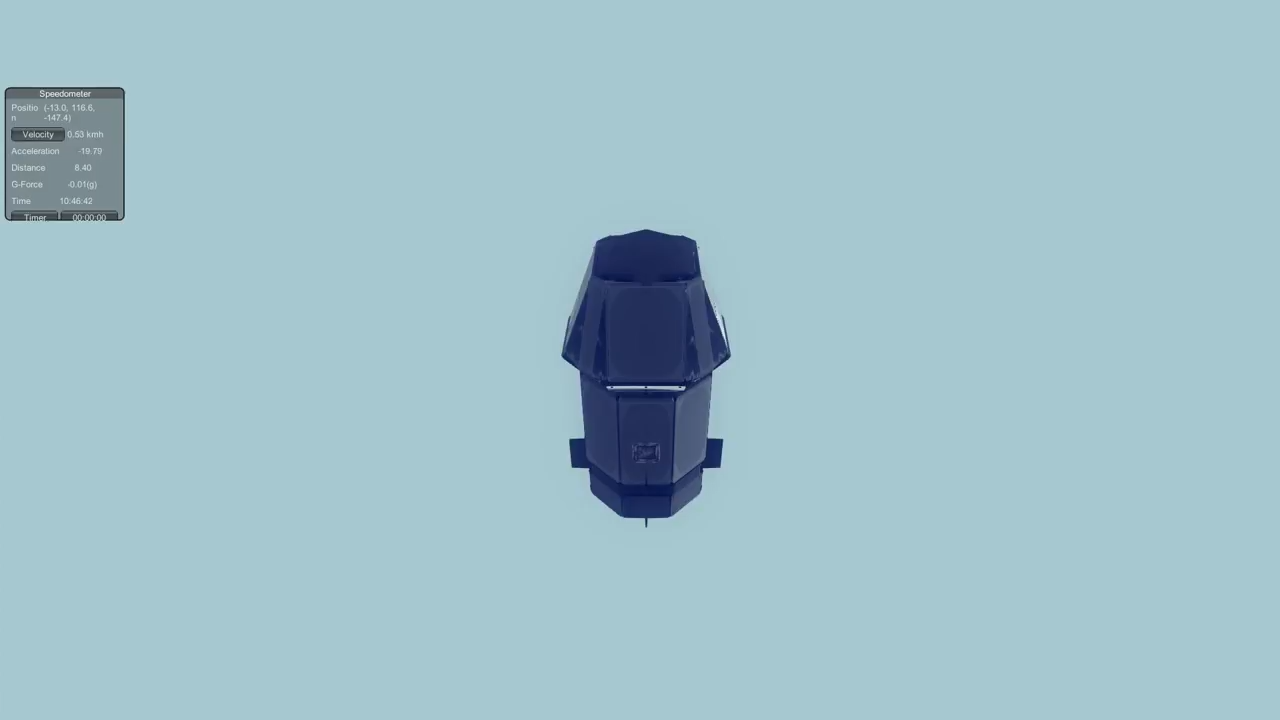 Speedometer
Positio (-13.0, 116.6,
n -147.4)
Velocity 0.53 kmh
Acceleration -19.79
Distance 8.40
G-Force -0.01(g)
Time 10:46:42
Timer 00:00:00